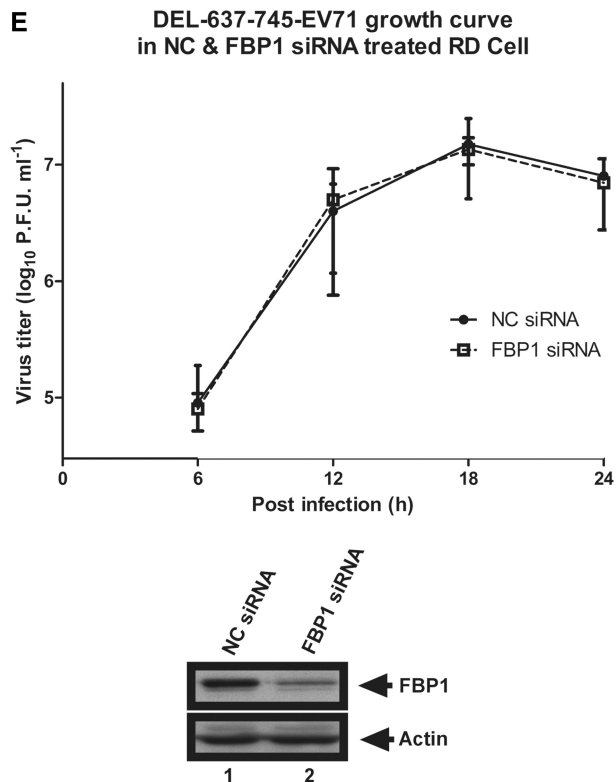 E
DEL-637-745-EV71 growth curve
in NC & FBP1 siRNA treated RD Cell
Virus titer (log₁₀ P.F.U. ml⁻¹)
7
6
5
NC siRNA
FBP1 siRNA
0 6 12 18 24
Post infection (h)
NC siRNA
FBP1 siRNA
FBP1
Actin
1 2